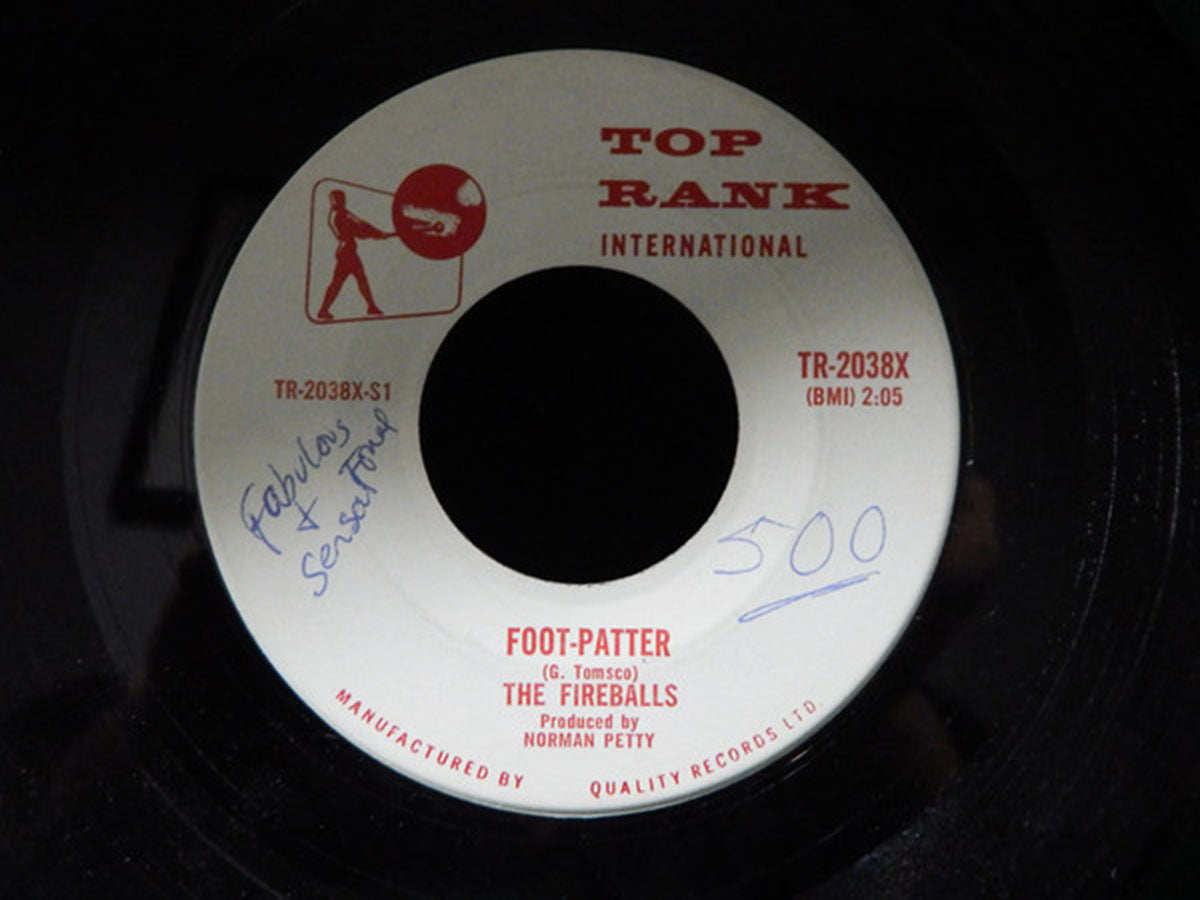 TOP
RANK
INTERNATIONAL
TR-2038X
(BMI) 2:05
TR-2038X-S1
Fabulous
+
Sensational
500
FOOT-PATTER
(G. Tomsco)
THE FIREBALLS
Produced by
NORMAN PETTY
MANUFACTURED BY QUALITY RECORDS LTD.